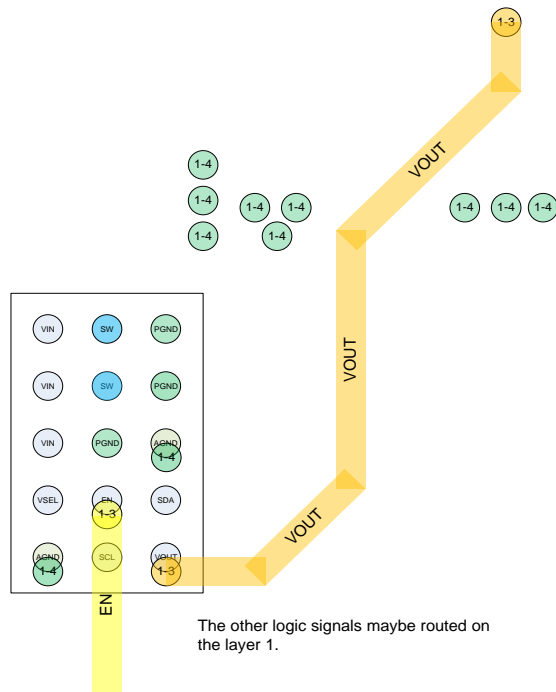 1-3
VOUT
1-4
1-4
1-4 1-4
1-4 1-4 1-4
1-4
1-4
VIN SW PGND
VOUT
VIN SW PGND
VIN PGND AGND
1-4
VSEL EN SDA
1-3
VOUT
AGND SCL VOUT
1-4 1-3
EN
The other logic signals maybe routed on
the layer 1.